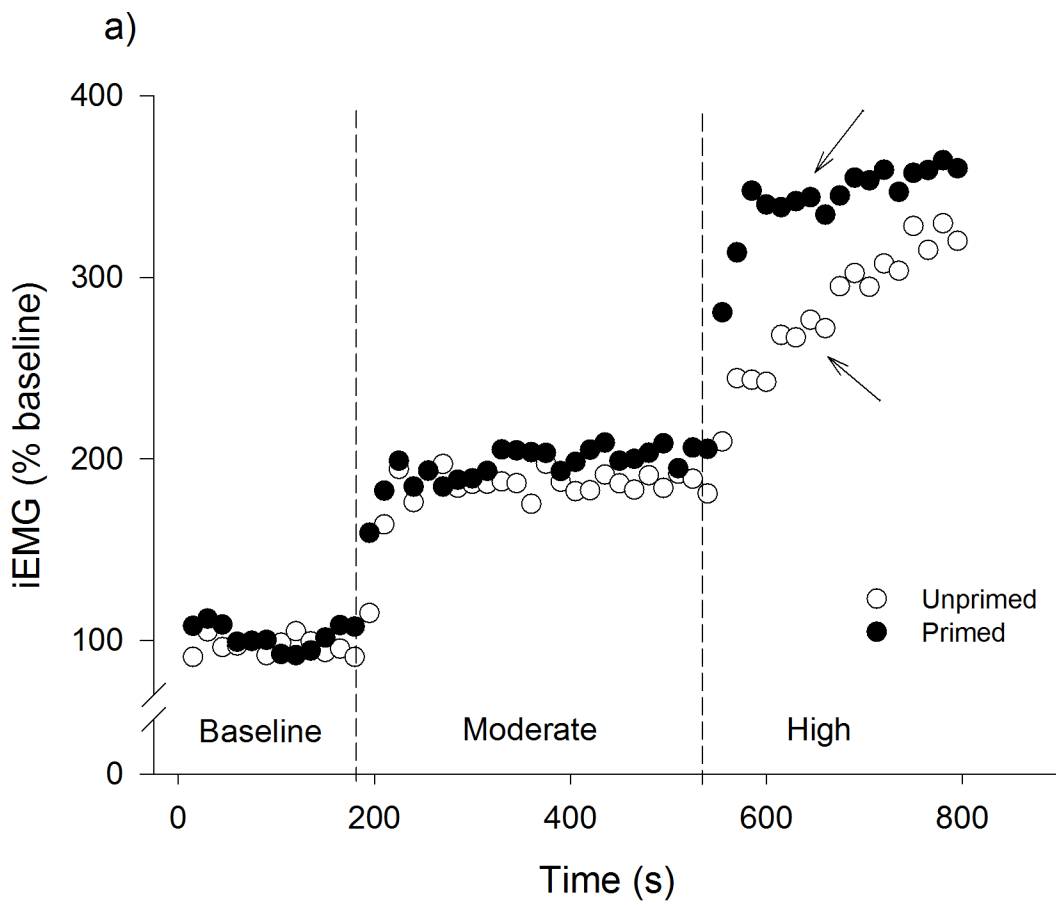 a)
400
300
200
100
0
iEMG (% baseline)
Unprimed
Primed
Baseline Moderate High
0 200 400 600 800
Time (s)